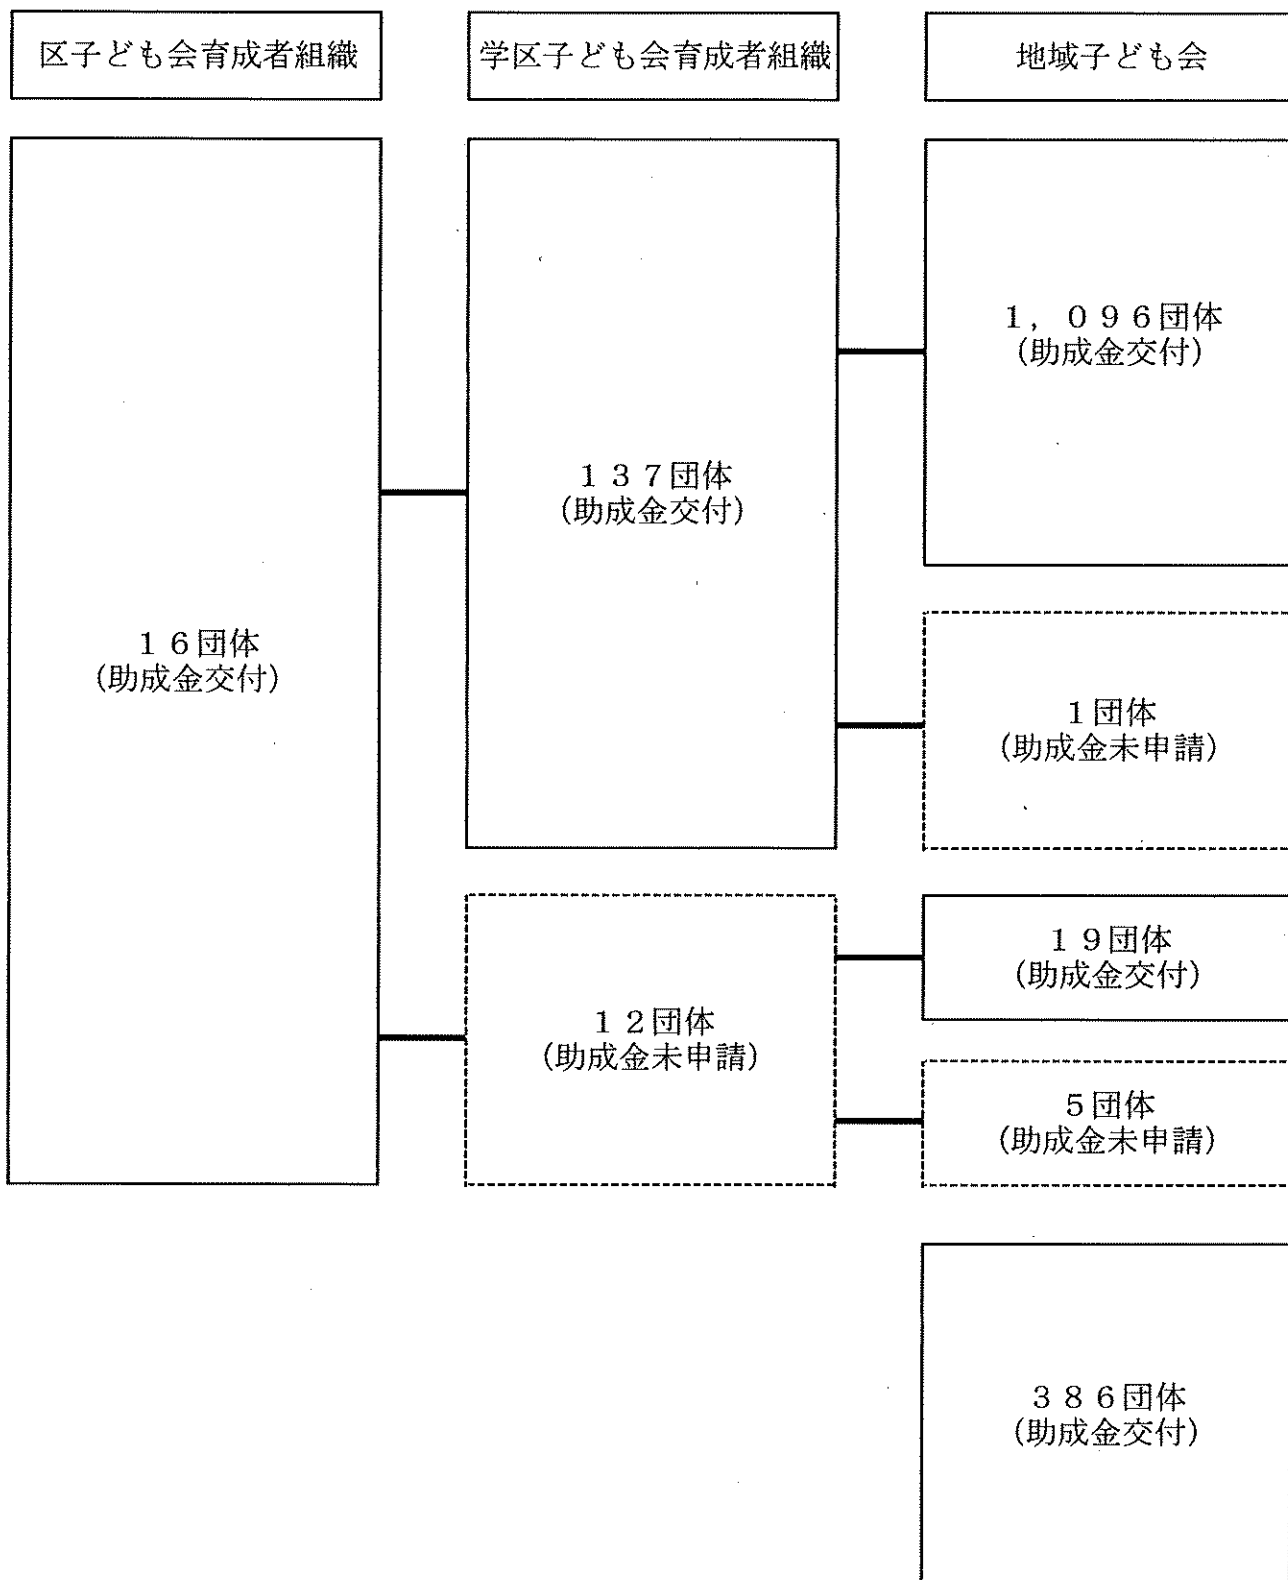 区子ども会育成者組織
学区子ども会育成者組織
地域子ども会
16団体
(助成金交付)
137団体
(助成金交付)
12団体
(助成金未申請)
1,096団体
(助成金交付)
1団体
(助成金未申請)
19団体
(助成金交付)
5団体
(助成金未申請)
386団体
(助成金交付)